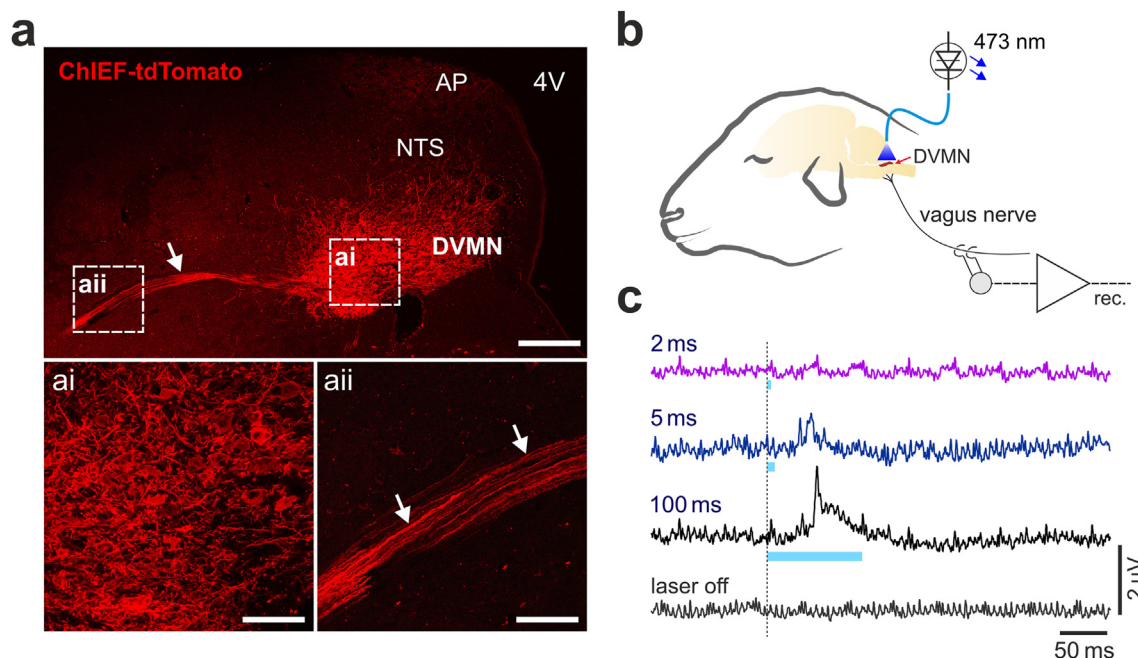 a
ChIEF-tdTomato
AP
4V
NTS
DVMN
ai
aii
ai
aii
b
473 nm
DVMN
vagus nerve
rec.
c
2 ms
5 ms
100 ms
laser off
2 µV
50 ms